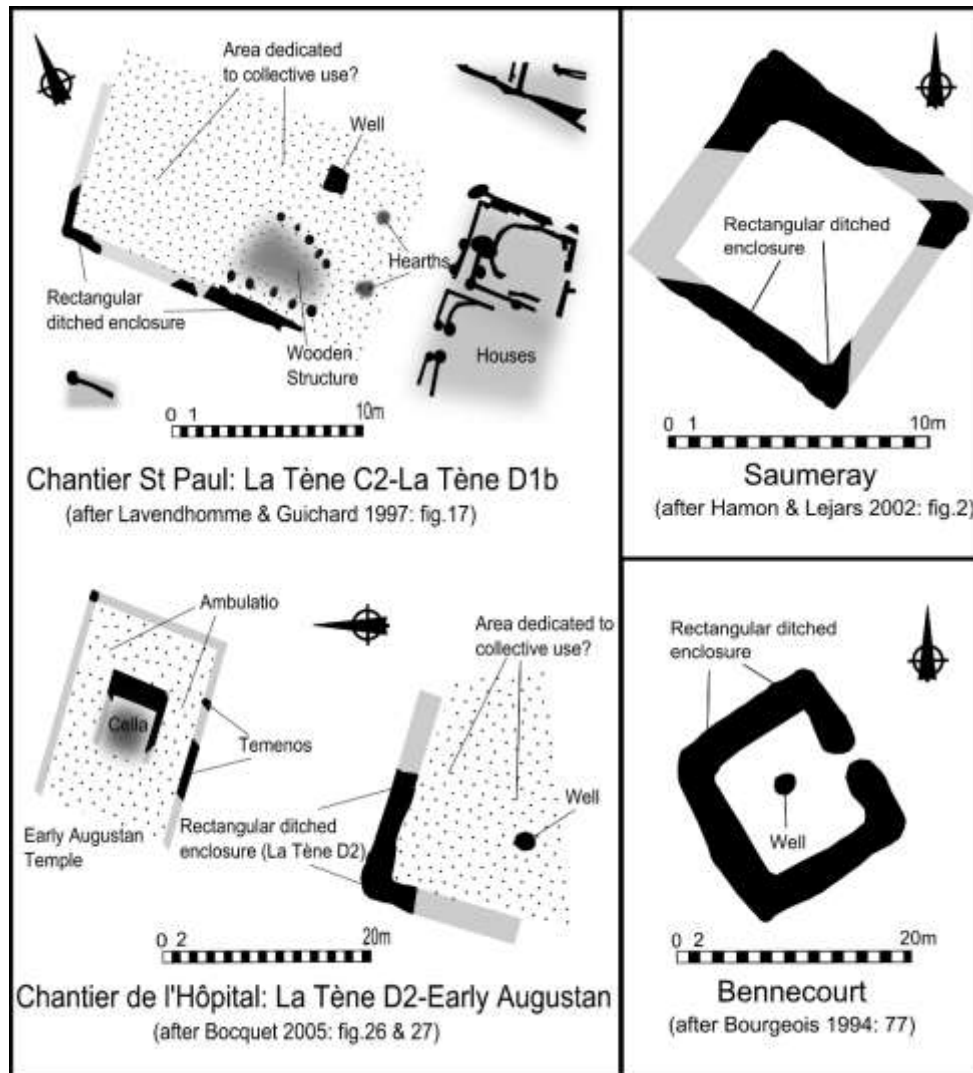 Area dedicated
to collective use?
Well
Hearths
Rectangular
ditched enclosure
Wooden
Structure
Houses
0 1 10m
Chantier St Paul: La Tène C2-La Tène D1b
(after Lavendhomme & Guichard 1997: fig.17)
Rectangular ditched
enclosure
0 1 10m
Saumeray
(after Hamon & Lejars 2002: fig.2)
Ambulatio
Area dedicated to
collective use?
Cella
Temenos
Well
Early Augustan
Temple
Rectangular ditched
enclosure (La Tène D2)
0 2 20m
Chantier de l'Hôpital: La Tène D2-Early Augustan
(after Bocquet 2005: fig.26 & 27)
Rectangular ditched
enclosure
Well
0 2 20m
Bennecourt
(after Bourgeois 1994: 77)